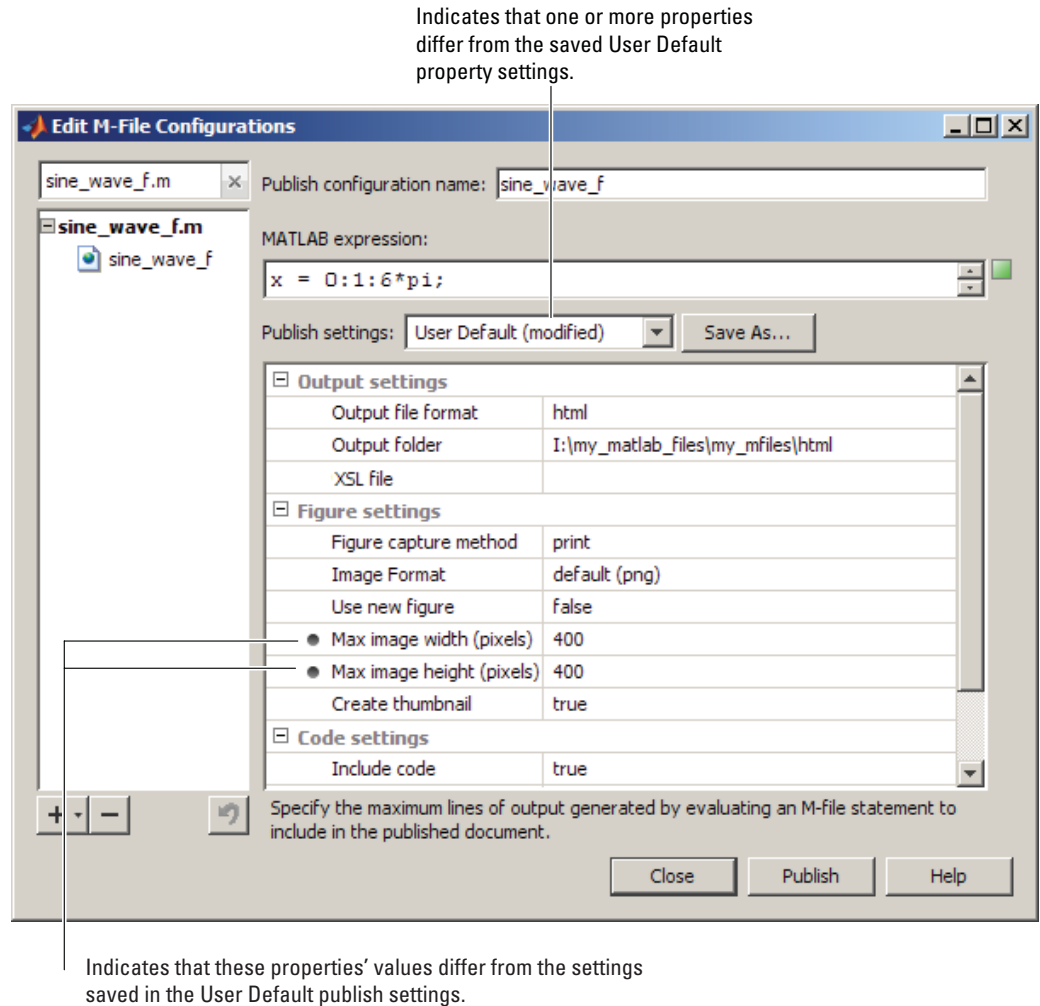 Indicates that one or more properties
differ from the saved User Default
property settings.
Edit M-File Configurations
sine_wave_f.m
Publish configuration name: sine_wave_f
sine_wave_f.m
sine_wave_f
MATLAB expression:
x = 0:1:6*pi;
Publish settings: User Default (modified) Save As...
Output settings
Output file format html
Output folder I:\my_matlab_files\my_mfiles\html
XSL file
Figure settings
Figure capture method print
Image Format default (png)
Use new figure false
Max image width (pixels) 400
Max image height (pixels) 400
Create thumbnail true
Code settings
Include code true
Specify the maximum lines of output generated by evaluating an M-file statement to
include in the published document.
Close Publish Help
Indicates that these properties’ values differ from the settings
saved in the User Default publish settings.